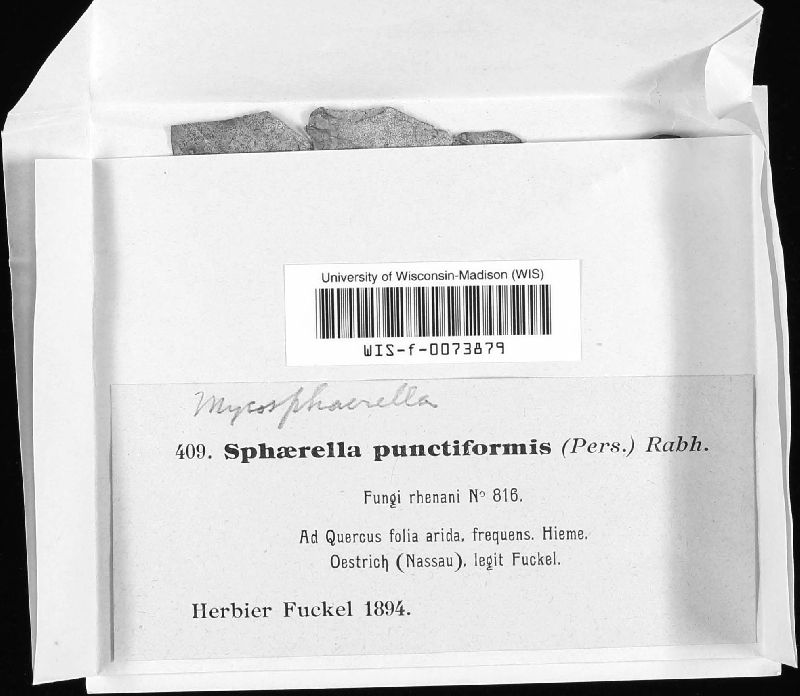 University of Wisconsin-Madison (WIS)
WIS-f-0073879
Mycosphaerella
409. Sphærella punctiformis (Pers.) Rabh.
Fungi rhenani Nº 816.
Ad Quercus folia arida, frequens. Hieme.
Oestrich (Nassau), legit Fuckel.
Herbier Fuckel 1894.